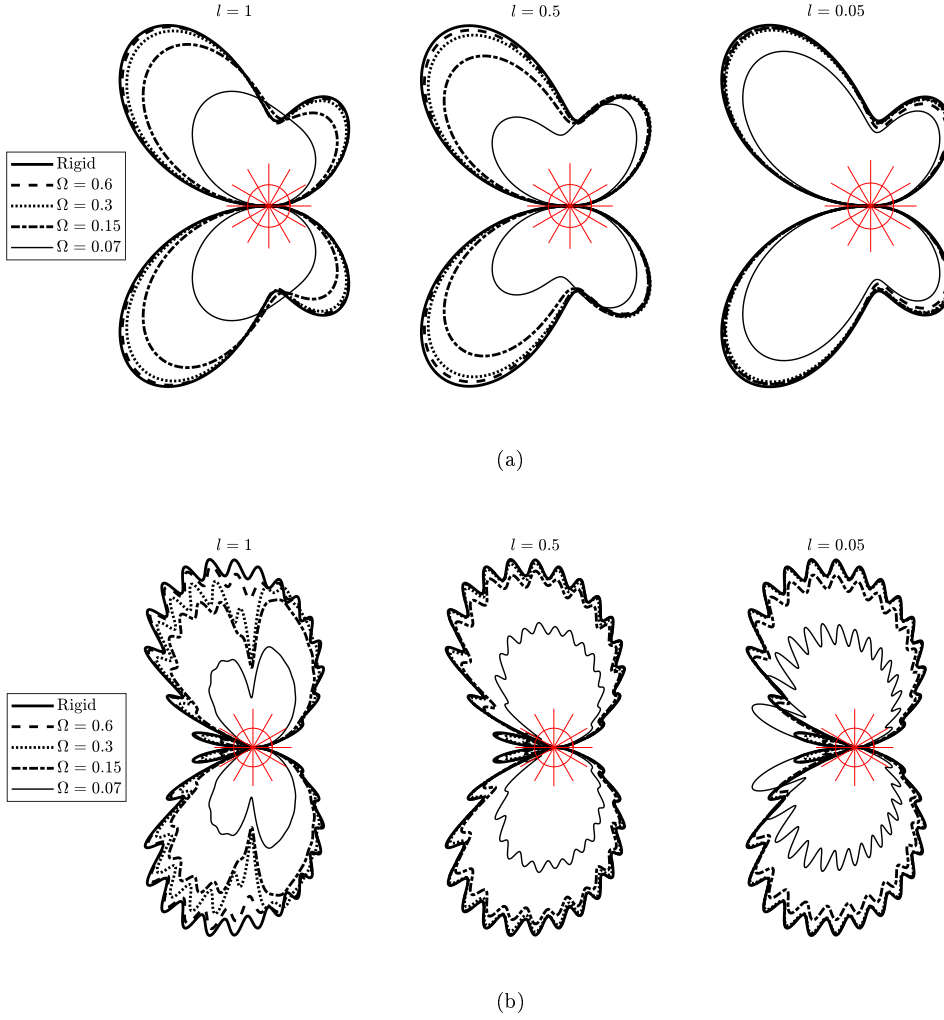 l = 1
l = 0.5
l = 0.05
Rigid
Ω = 0.6
Ω = 0.3
Ω = 0.15
Ω = 0.07
(a)
l = 1
l = 0.5
l = 0.05
Rigid
Ω = 0.6
Ω = 0.3
Ω = 0.15
Ω = 0.07
(b)